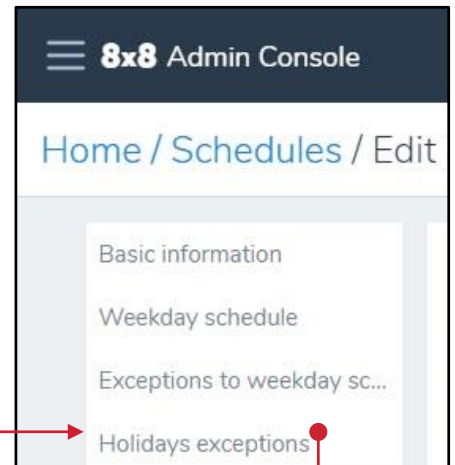 8x8 Admin Console
Home / Schedules / Edit
Basic information
Weekday schedule
Exceptions to weekday sc...
Holidays exceptions